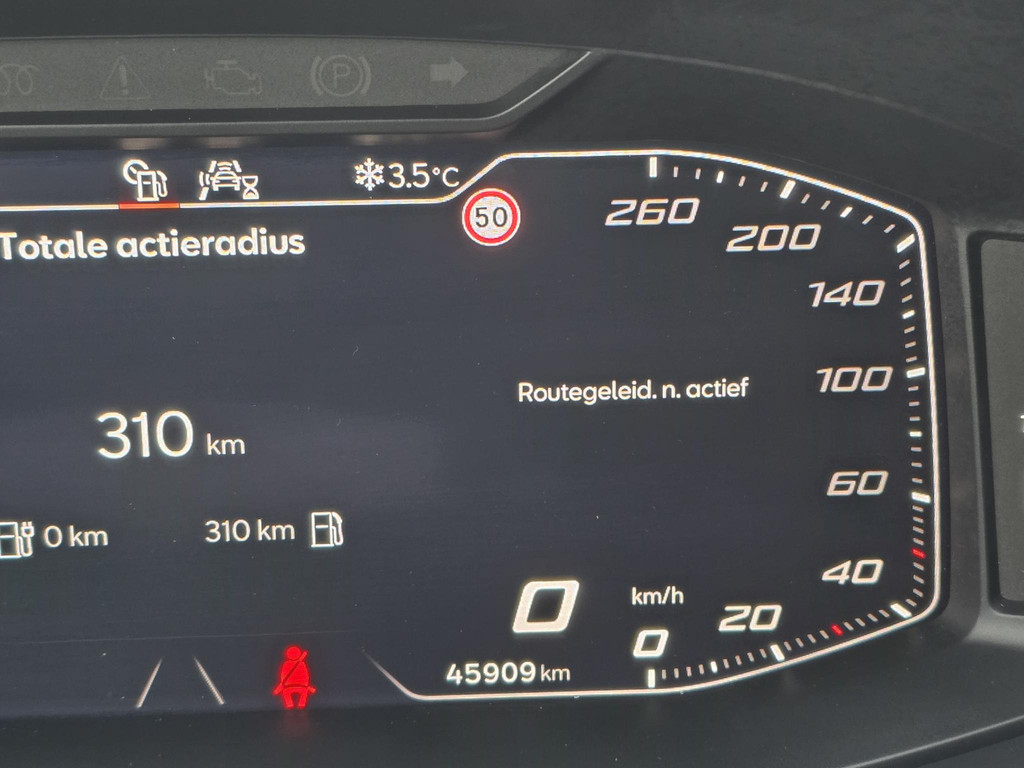 P
3.5°C
50
Totale actieradius
260
200
140
100
60
40
20
0
Routegeleid. n. actief
310 km
0 km
310 km
0
km/h
45909 km